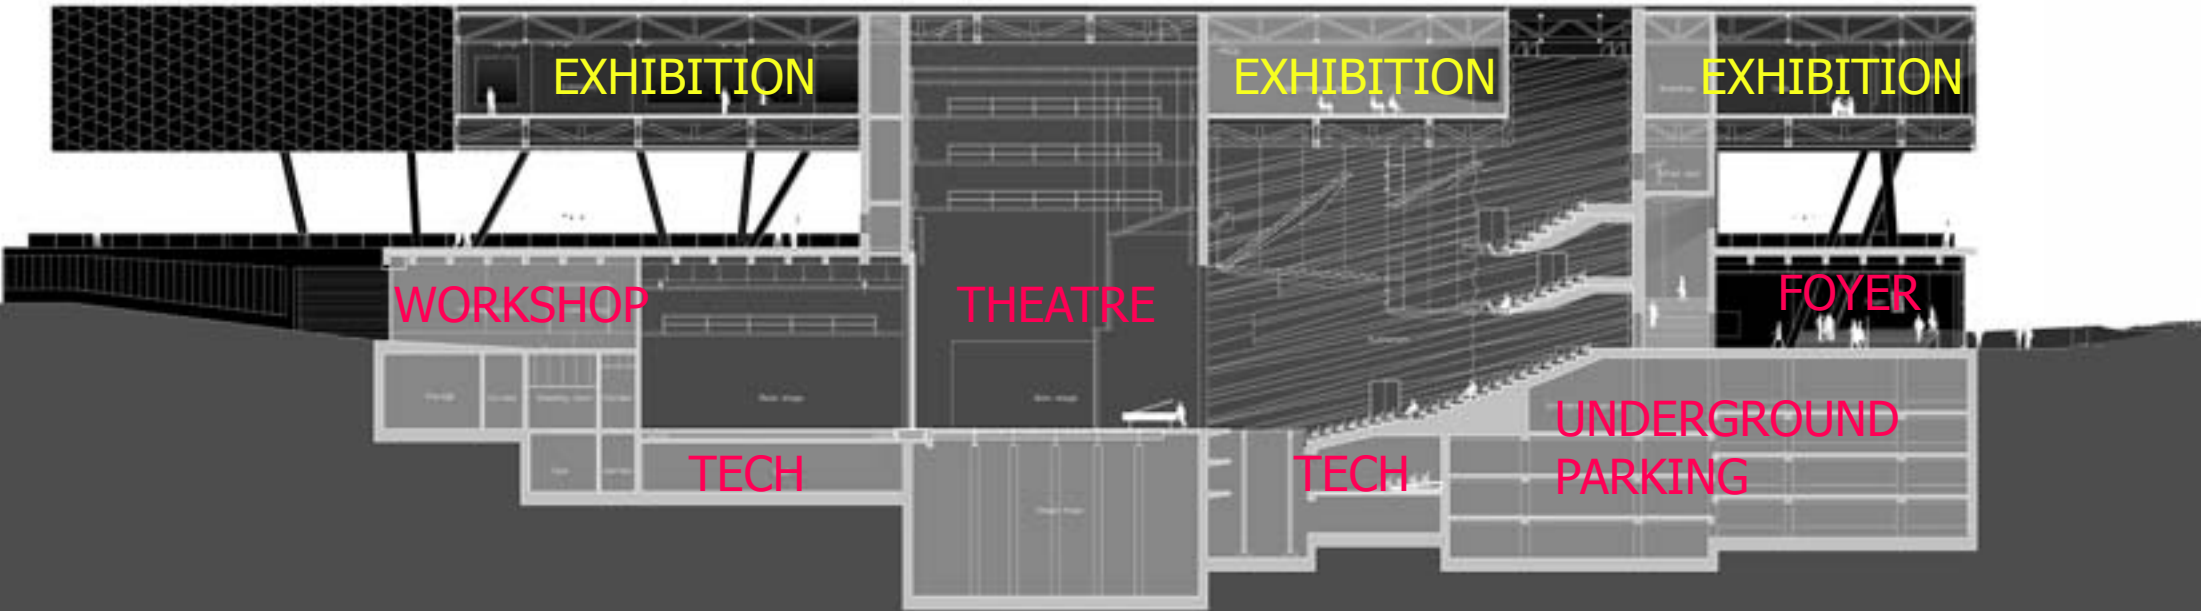 EXHIBITION
EXHIBITION
EXHIBITION
WORKSHOP
THEATRE
FOYER
UNDERGROUND
PARKING
TECH
TECH